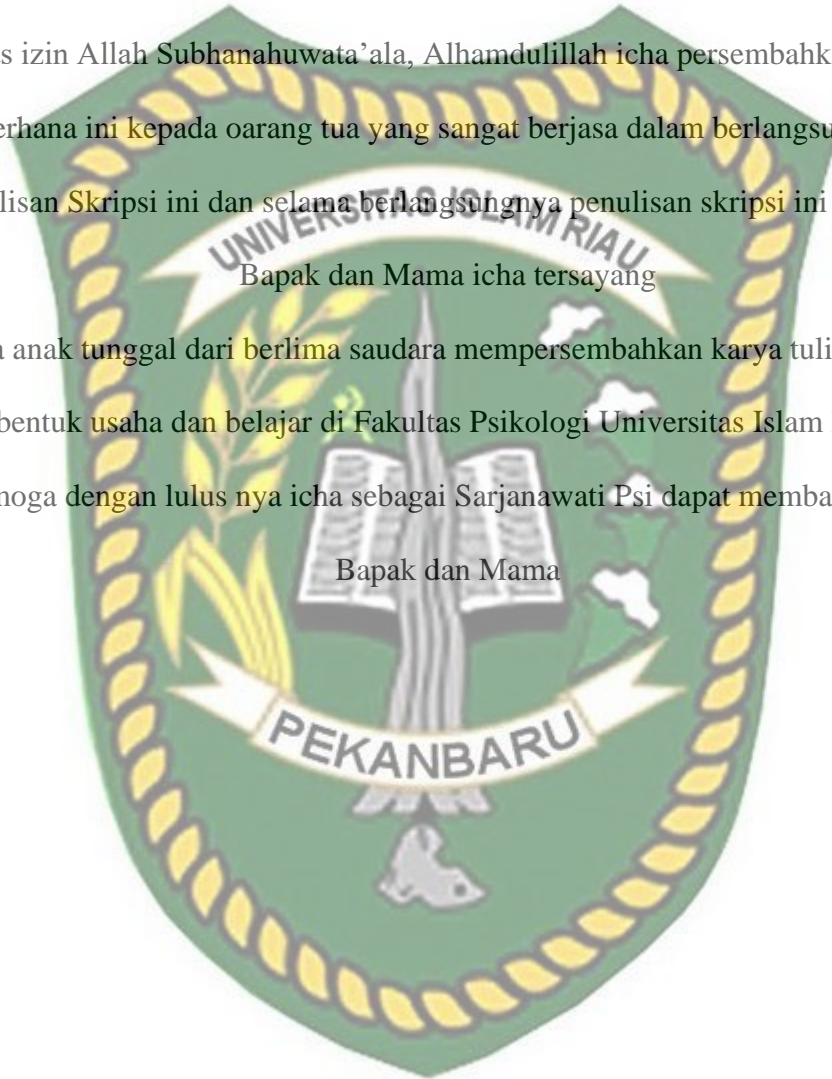 s izin Allah Subhanahuwata’ala, Alhamdulillah icha persembahk
erhana ini kepada oarang tua yang sangat berjasa dalam berlangsu
lisan Skripsi ini dan selama berlangsungnya penulisan skripsi ini
UNIVERSITAS ISLAM RIAU
Bapak dan Mama icha tersayang
a anak tunggal dari berlima saudara mempersembahkan karya tuli
bentuk usaha dan belajar di Fakultas Psikologi Universitas Islam
noga dengan lulus nya icha sebagai Sarjanawati Psi dapat memba
Bapak dan Mama
PEKANBARU